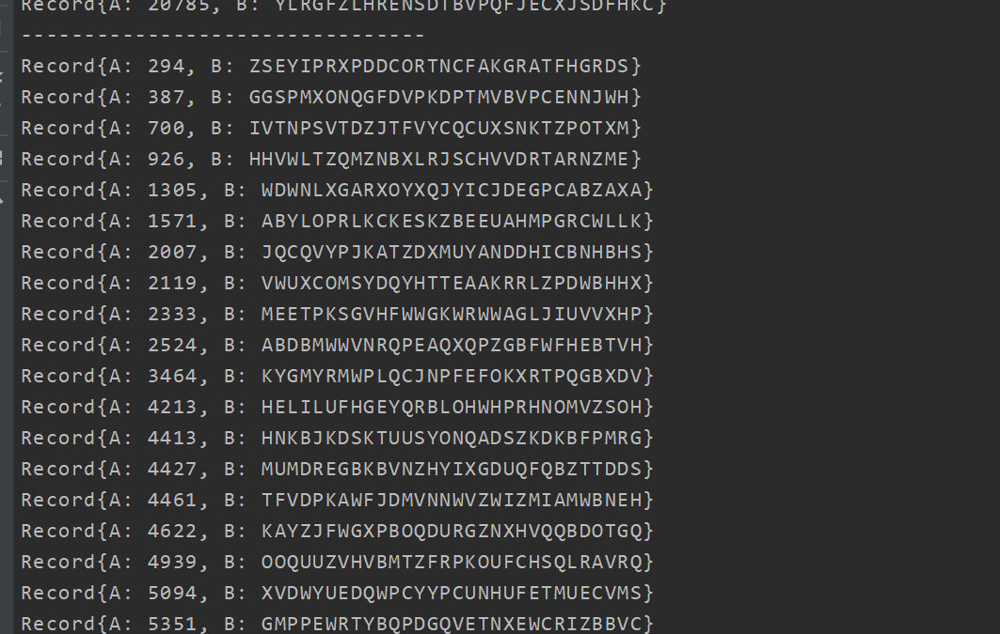 Record{A: 20785, B: YLRGFZLHRENSDTBVPQFJECXJSDFHKC}
--------------------------------
Record{A: 294, B: ZSEYIPRXPDDCORTNCFAKGRATFHGRDS}
Record{A: 387, B: GGSPMXONQGFDVPKDPTMVBVPCENNJWH}
Record{A: 700, B: IVTNPSVTDZJTFVYCQCUXSNKTZPOTXM}
Record{A: 926, B: HHVWLTZQMZNBXLRJSCHVVDRTARNZME}
Record{A: 1305, B: WDWNLXGARXOYXQJYICJDEGPCABZAXA}
Record{A: 1571, B: ABYLOPRLKCKESKZBEEUAHMPGRCWLLK}
Record{A: 2007, B: JQCQVYPJKATZDXMUYANDDHICBNHBHS}
Record{A: 2119, B: VWUXCOMSYDQYHTTEAAKRRLZPDWBHHX}
Record{A: 2333, B: MEETPKSGVHFWWGKWRWWAGLJIUVVXHP}
Record{A: 2524, B: ABDBMWWVNRQPEAQXQPZGBFWFHEBTVH}
Record{A: 3464, B: KYGMYRMWPLQCJNPFEFOKXRTPQGBXDV}
Record{A: 4213, B: HELILUFHGEYQRBLOHWHPRHNOMVZSOH}
Record{A: 4413, B: HNKBJKDSKTUUSYONQADSZKDKBFPMRG}
Record{A: 4427, B: MUMDREGBKBVNZHYIXGDUQFQBZTTDDS}
Record{A: 4461, B: TFVDPKAWFJDMVNNWVZWIZMIAMWBNEH}
Record{A: 4622, B: KAYZJFWGXPBOQDURGZNXHVQQBDOTGQ}
Record{A: 4939, B: OOQUUZVHVBMTZFRPKOUFCHSQLRAVRQ}
Record{A: 5094, B: XVDWYUEDQWPCYYPCUNHUFETMUECVMS}
Record{A: 5351, B: GMPPEWRTYBQPDGQVETNXEWCRIZBBVC}